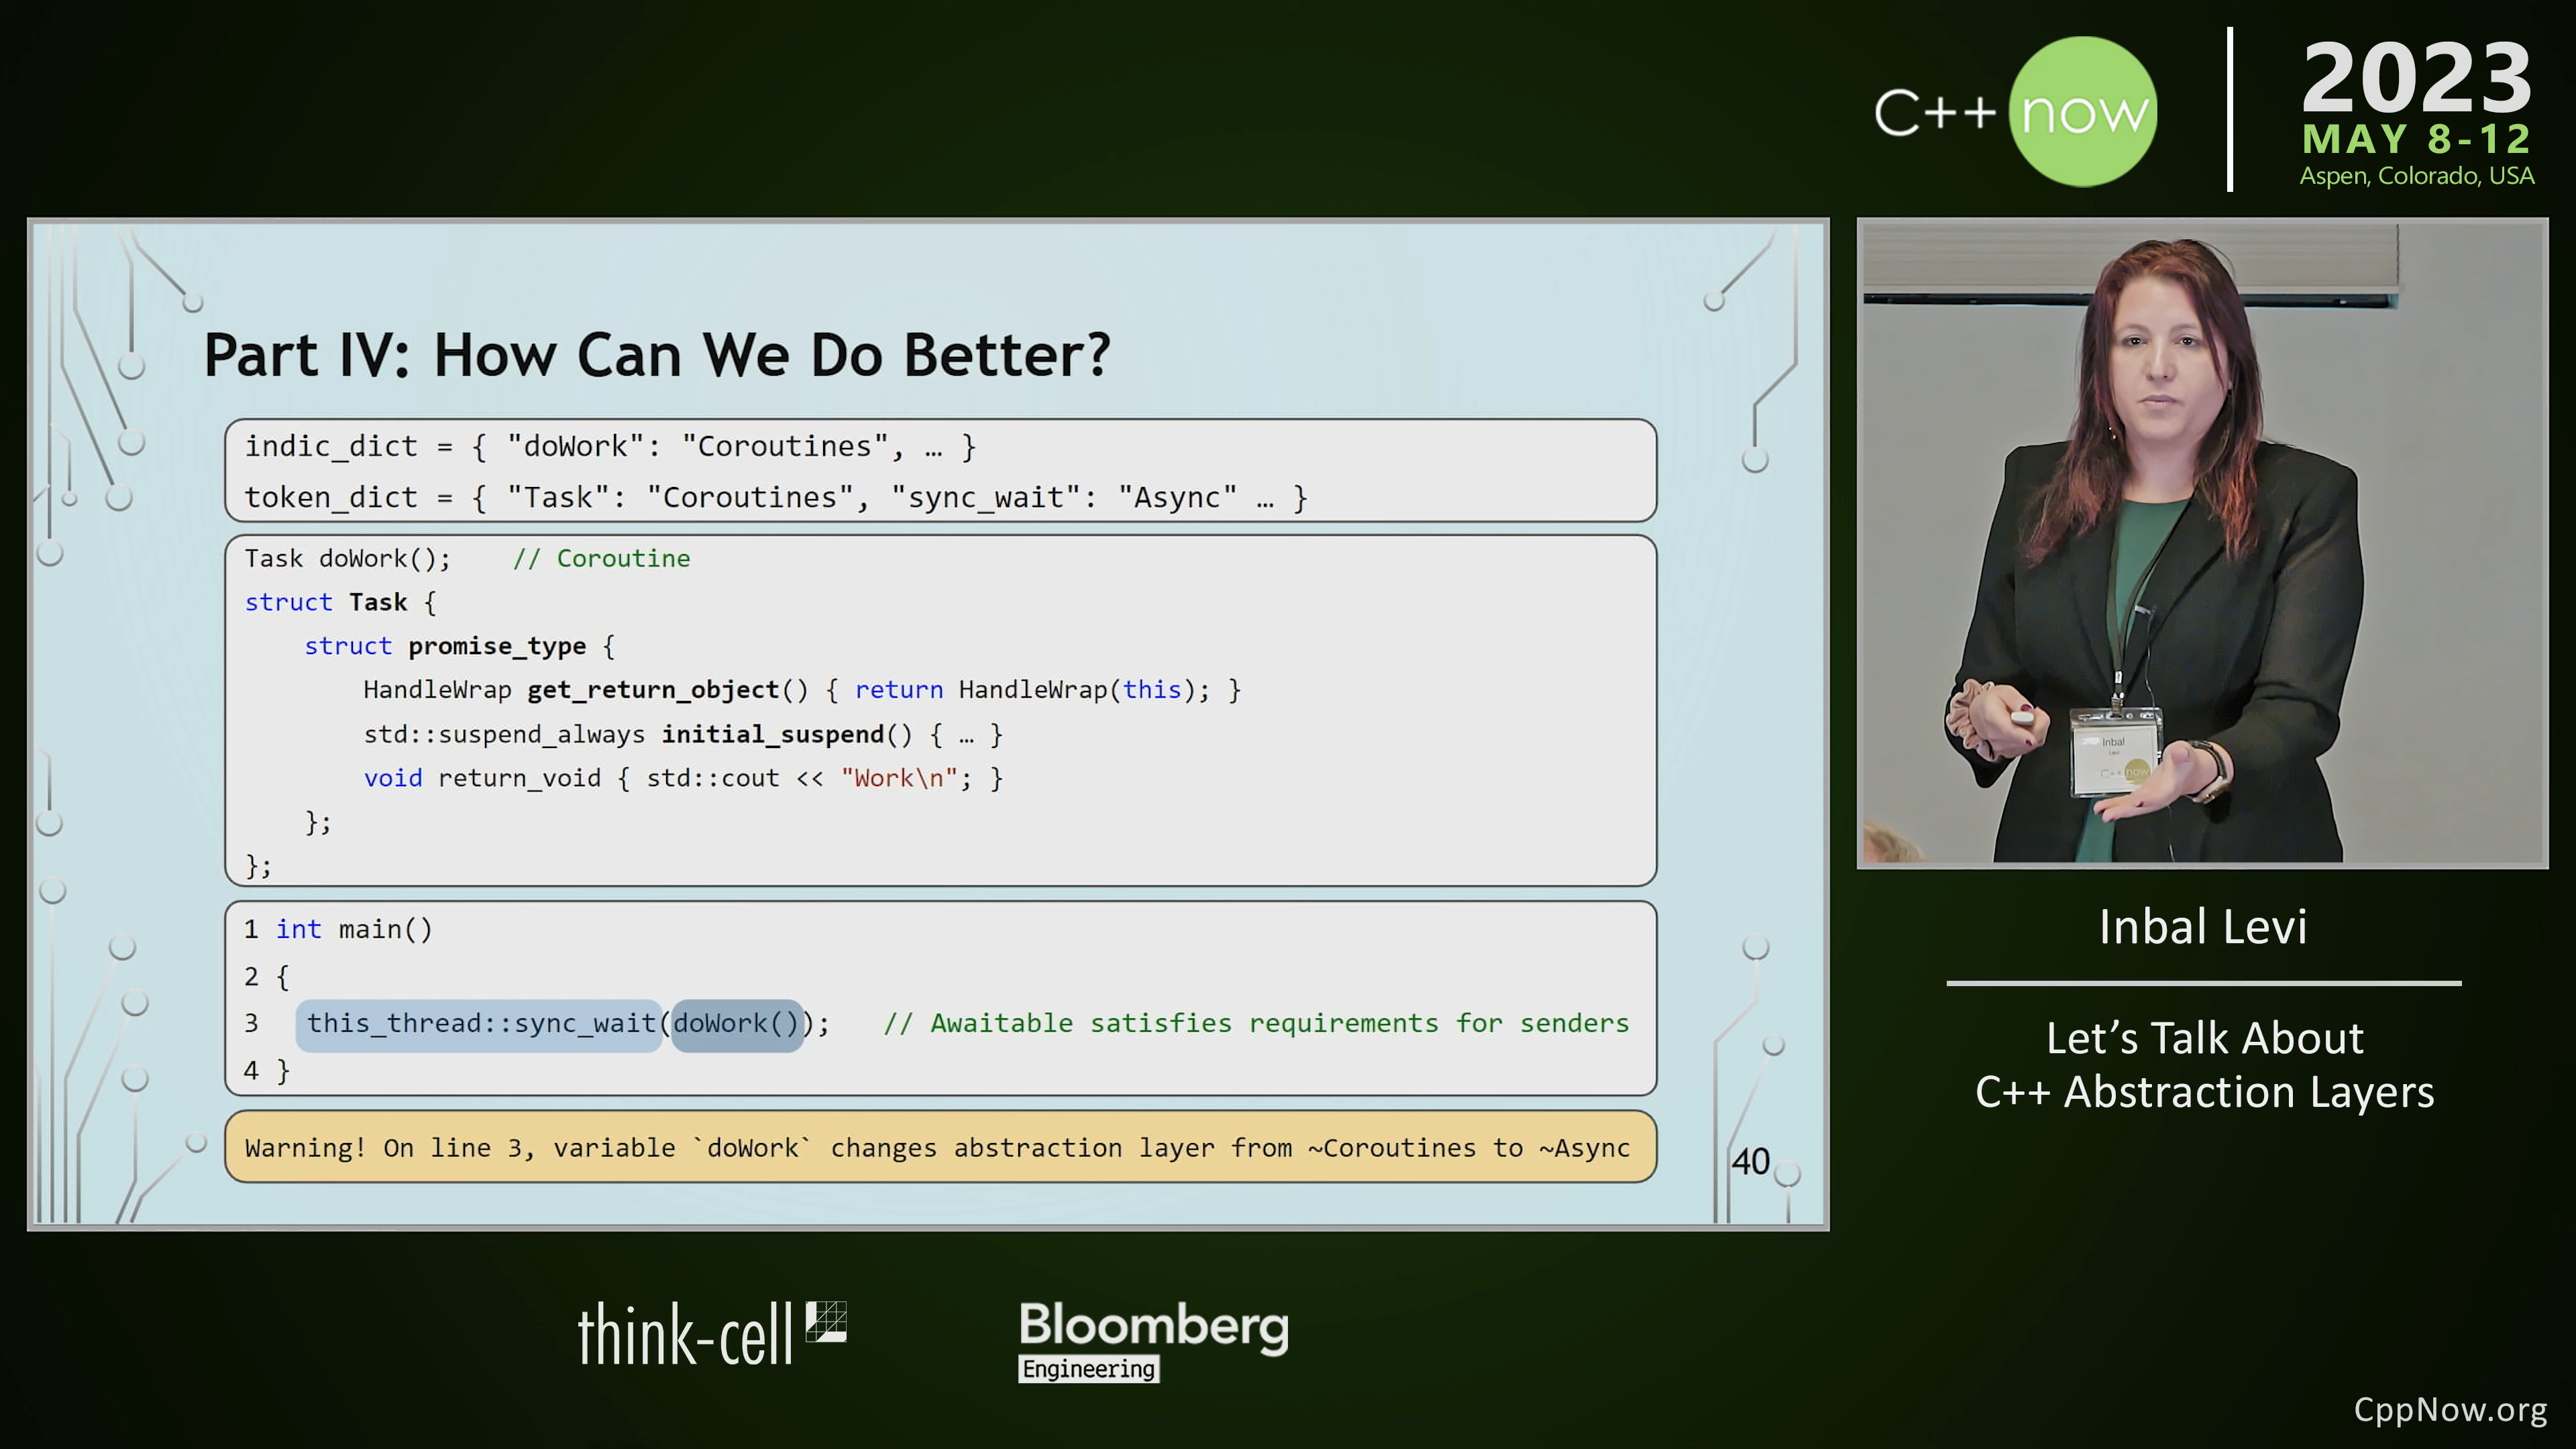 C++ now
2023
MAY 8-12
Aspen, Colorado, USA
Part IV: How Can We Do Better?
indic_dict = { "doWork": "Coroutines", … }
token_dict = { "Task": "Coroutines", "sync_wait": "Async" … }
Task doWork();    // Coroutine
struct Task {
    struct promise_type {
        HandleWrap get_return_object() { return HandleWrap(this); }
        std::suspend_always initial_suspend() { … }
        void return_void { std::cout << "Work\n"; }
    };
};
1 int main()
2 {
3   this_thread::sync_wait(doWork());   // Awaitable satisfies requirements for senders
4 }
Warning! On line 3, variable `doWork` changes abstraction layer from ~Coroutines to ~Async
40
Inbal
Levi
C++ now
Inbal Levi
Let’s Talk About
C++ Abstraction Layers
think-cell
Bloomberg
Engineering
CppNow.org